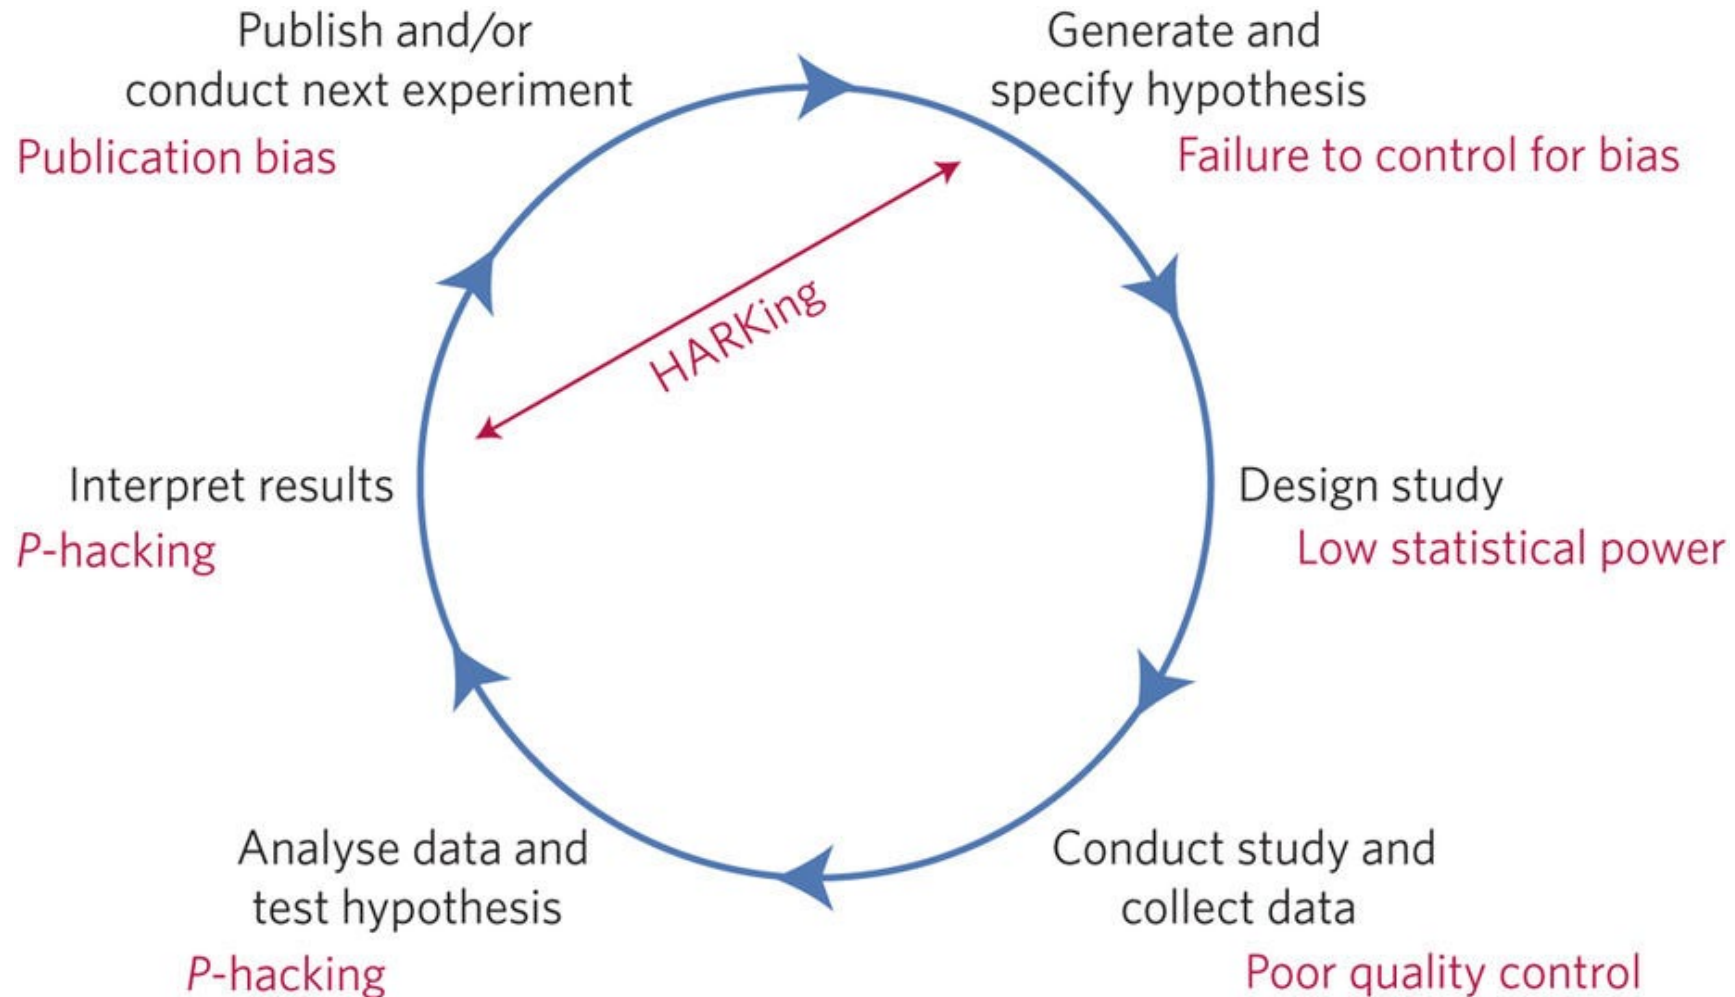 Publish and/or
conduct next experiment
Publication bias
Generate and
specify hypothesis
Failure to control for bias
HARKing
Interpret results
P-hacking
Design study
Low statistical power
Analyse data and
test hypothesis
P-hacking
Conduct study and
collect data
Poor quality control